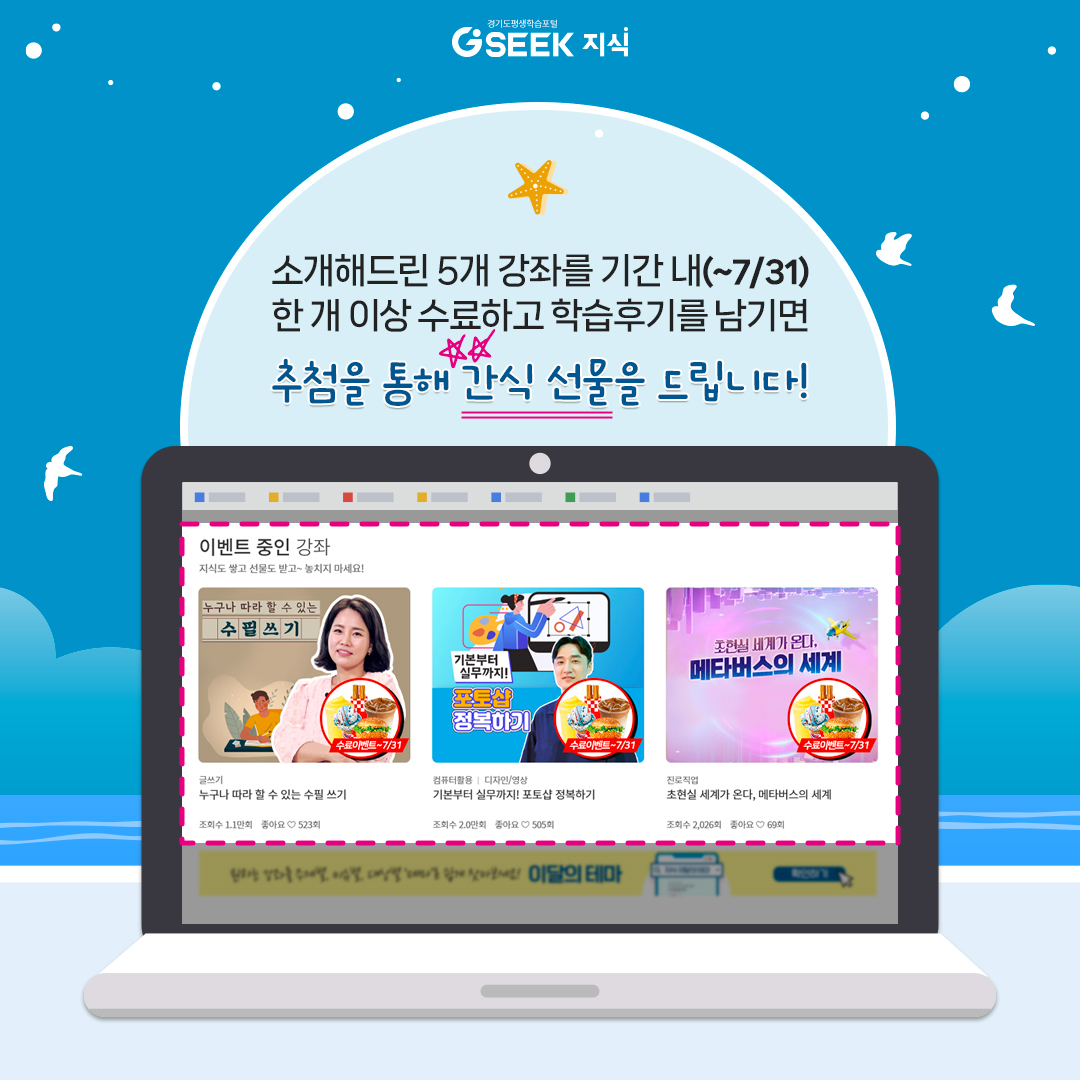 경기도평생학습포털
GSEEK 지식
소개해드린 5개 강좌를 기간 내(~7/31)
한 개 이상 수료하고 학습후기를 남기면
추첨을 통해 간식 선물을 드립니다!
이벤트 중인 강좌
지식도 쌓고 선물도 받고~ 놓치지 마세요!
누구나 따라 할 수 있는
수필쓰기
수료이벤트~7/31
글쓰기
누구나 따라 할 수 있는 수필 쓰기
조회수 1.1만회 좋아요 ♡ 523회
기본부터
실무까지!
포토샵
정복하기
수료이벤트~7/31
컴퓨터활용 | 디자인/영상
기본부터 실무까지! 포토샵 정복하기
조회수 2.0만회 좋아요 ♡ 505회
초현실 세계가 온다,
메타버스의 세계
수료이벤트~7/31
진로직업
초현실 세계가 온다, 메타버스의 세계
조회수 2,026회 좋아요 ♡ 69회
이달의 테마
확인하기